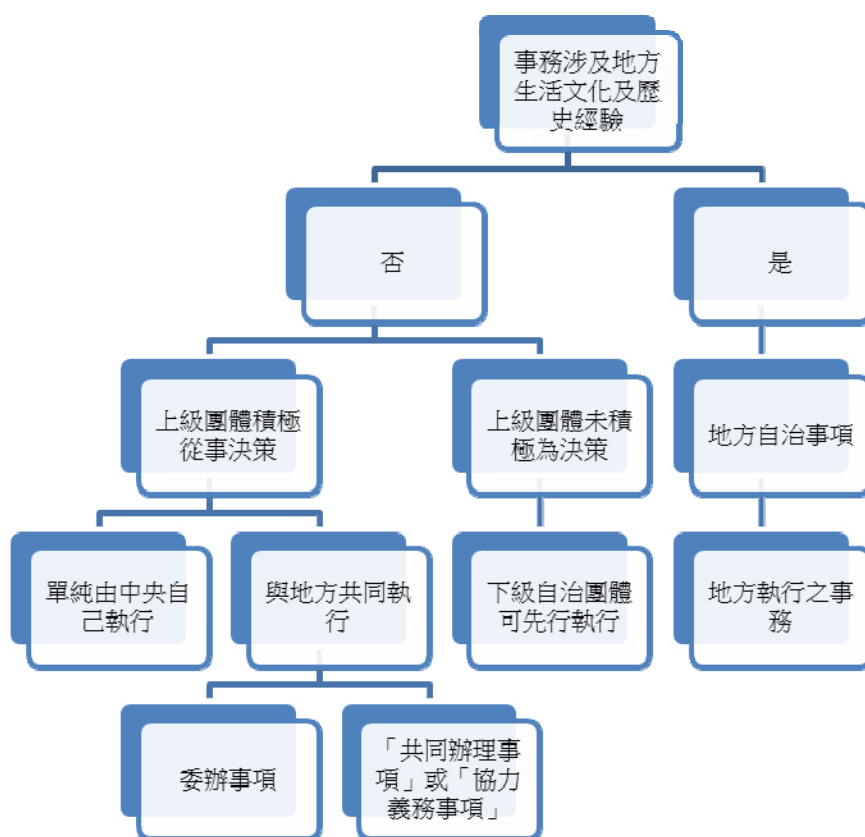 事務涉及地方
生活文化及歷
史經驗
否
是
上級團體積極
從事決策
上級團體未積
極為決策
地方自治事項
單純由中央自
己執行
與地方共同執
行
下級自治團體
可先行執行
地方執行之事
務
委辦事項
「共同辦理事
項」或「協力
義務事項」